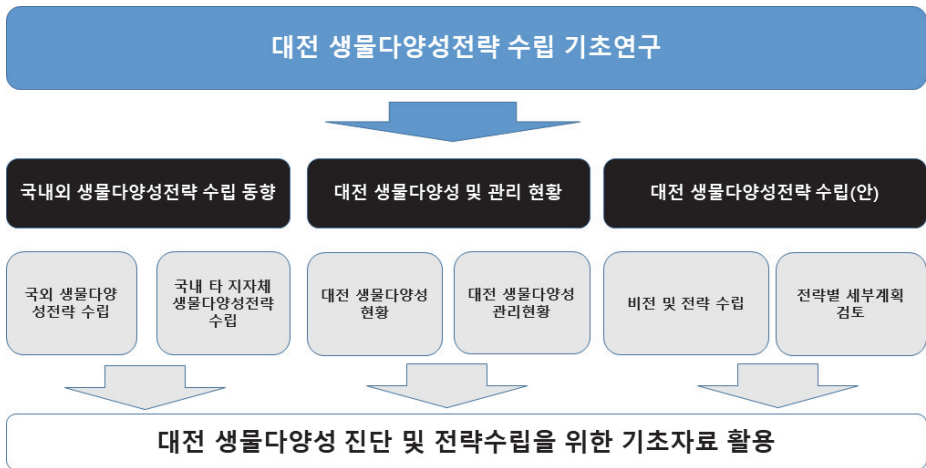 대전 생물다양성전략 수립 기초연구
국내외 생물다양성전략 수립 동향
대전 생물다양성 및 관리 현황
대전 생물다양성전략 수립(안)
국외 생물다양
성전략 수립
국내 타 지자체
생물다양성전략
수립
대전 생물다양성
현황
대전 생물다양성
관리현황
비전 및 전략 수립
전략별 세부계획
검토
대전 생물다양성 진단 및 전략수립을 위한 기초자료 활용